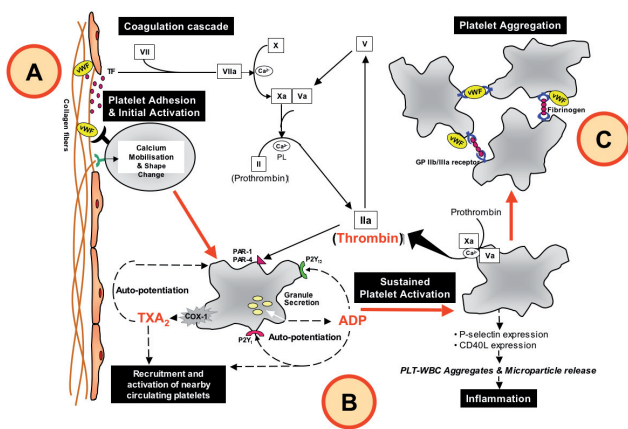 Coagulation cascade
Platelet Aggregation
A
vWF
TF
VII
VIIa
X
Ca²⁺
Xa
Va
V
Collagen fibers
Platelet Adhesion
& Initial Activation
vWF
Calcium
Mobilisation
& Shape
Change
Ca²⁺
PL
II
(Prothrombin)
IIa
(Thrombin)
vWF
vWF
Fibrinogen
vWF
GP IIb/IIIa receptor
C
Prothrombin
Xa
Ca²⁺
Va
PAR-1
PAR-4
P2Y₁₂
Sustained
Platelet Activation
Auto-potentiation
Granule
Secretion
TXA₂
COX-1
ADP
P2Y₁
Auto-potentiation
• P-selection expression
• CD40L expression
PLT-WBC Aggregates & Microparticle release
Recruitment and
activation of nearby
circulating platelets
B
Inflammation